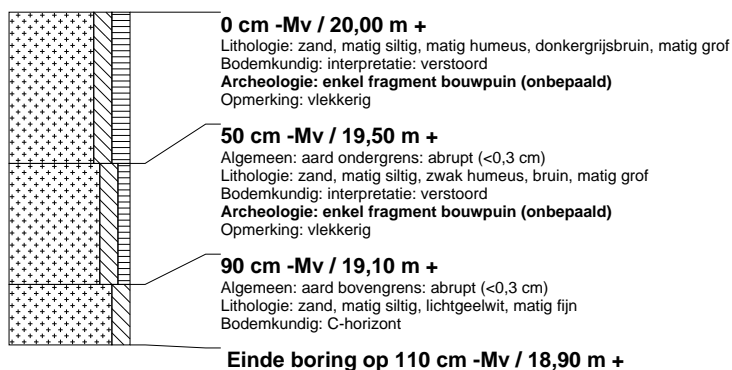 0 cm -Mv / 20,00 m +
Lithologie: zand, matig siltig, matig humeus, donkergrijsbruin, matig grof
Bodemkundig: interpretatie: verstoord
Archeologie: enkel fragment bouwpuin (onbepaald)
Opmerking: vlekkerig
50 cm -Mv / 19,50 m +
Algemeen: aard ondergrens: abrupt (<0,3 cm)
Lithologie: zand, matig siltig, zwak humeus, bruin, matig grof
Bodemkundig: interpretatie: verstoord
Archeologie: enkel fragment bouwpuin (onbepaald)
Opmerking: vlekkerig
90 cm -Mv / 19,10 m +
Algemeen: aard bovengrens: abrupt (<0,3 cm)
Lithologie: zand, matig siltig, lichtgeelwit, matig fijn
Bodemkundig: C-horizont
Einde boring op 110 cm -Mv / 18,90 m +